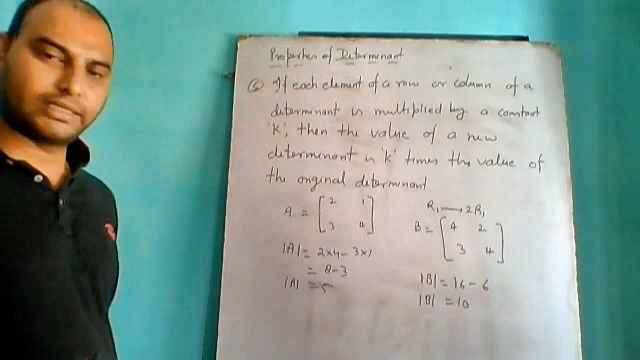 Properties of Determinant
⑥ If each element of a row or column of a
determinant is multiplied by a constant
'K', then the value of a new
determinant is 'k' times the value of
the original determinant
A = [2 1
3 4]
|A| = 2×4 - 3×1
= 8-3
|A| = 5
R₁ → 2R₁
B = [4 2
3 4]
|B| = 16 - 6
|B| = 10